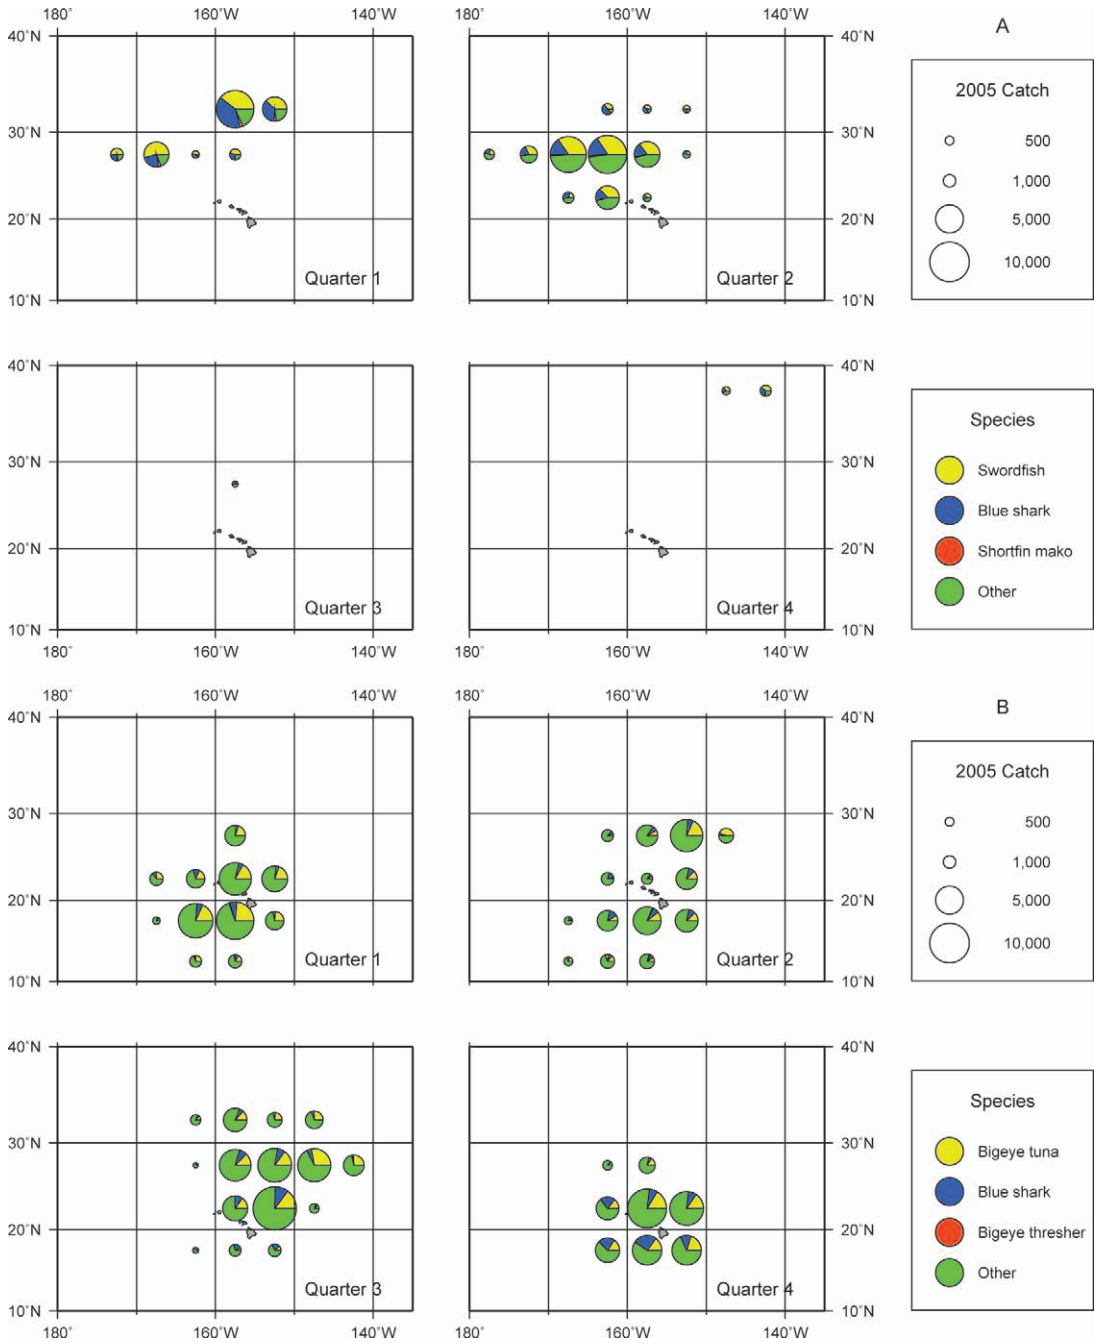 180˚ 160˚W 140˚W 180˚ 160˚W 140˚W
A
40˚N 40˚N
2005 Catch
500
30˚N 30˚N
1,000
20˚N 20˚N
5,000
10,000
Quarter 1 Quarter 2
10˚N 10˚N
40˚N 40˚N
Species
30˚N 30˚N
Swordfish
Blue shark
20˚N 20˚N
Shortfin mako
Other
Quarter 3 Quarter 4
10˚N 10˚N
180˚ 160˚W 140˚W 180˚ 160˚W 140˚W
180˚ 160˚W 140˚W 180˚ 160˚W 140˚W
B
40˚N 40˚N
2005 Catch
30˚N 30˚N
500
1,000
20˚N 20˚N
5,000
10,000
Quarter 1 Quarter 2
10˚N 10˚N
40˚N 40˚N
Species
30˚N 30˚N
Bigeye tuna
Blue shark
20˚N 20˚N
Bigeye thresher
Other
Quarter 3 Quarter 4
10˚N 10˚N
180˚ 160˚W 140˚W 180˚ 160˚W 140˚W